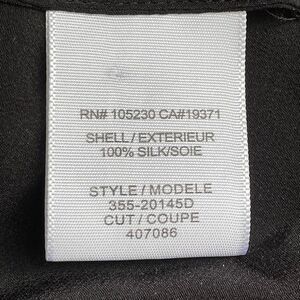 RN# 105230 CA#19371
SHELL / EXTERIEUR
100% SILK/SOIE
STYLE / MODELE
355-20145D
CUT / COUPE
407086